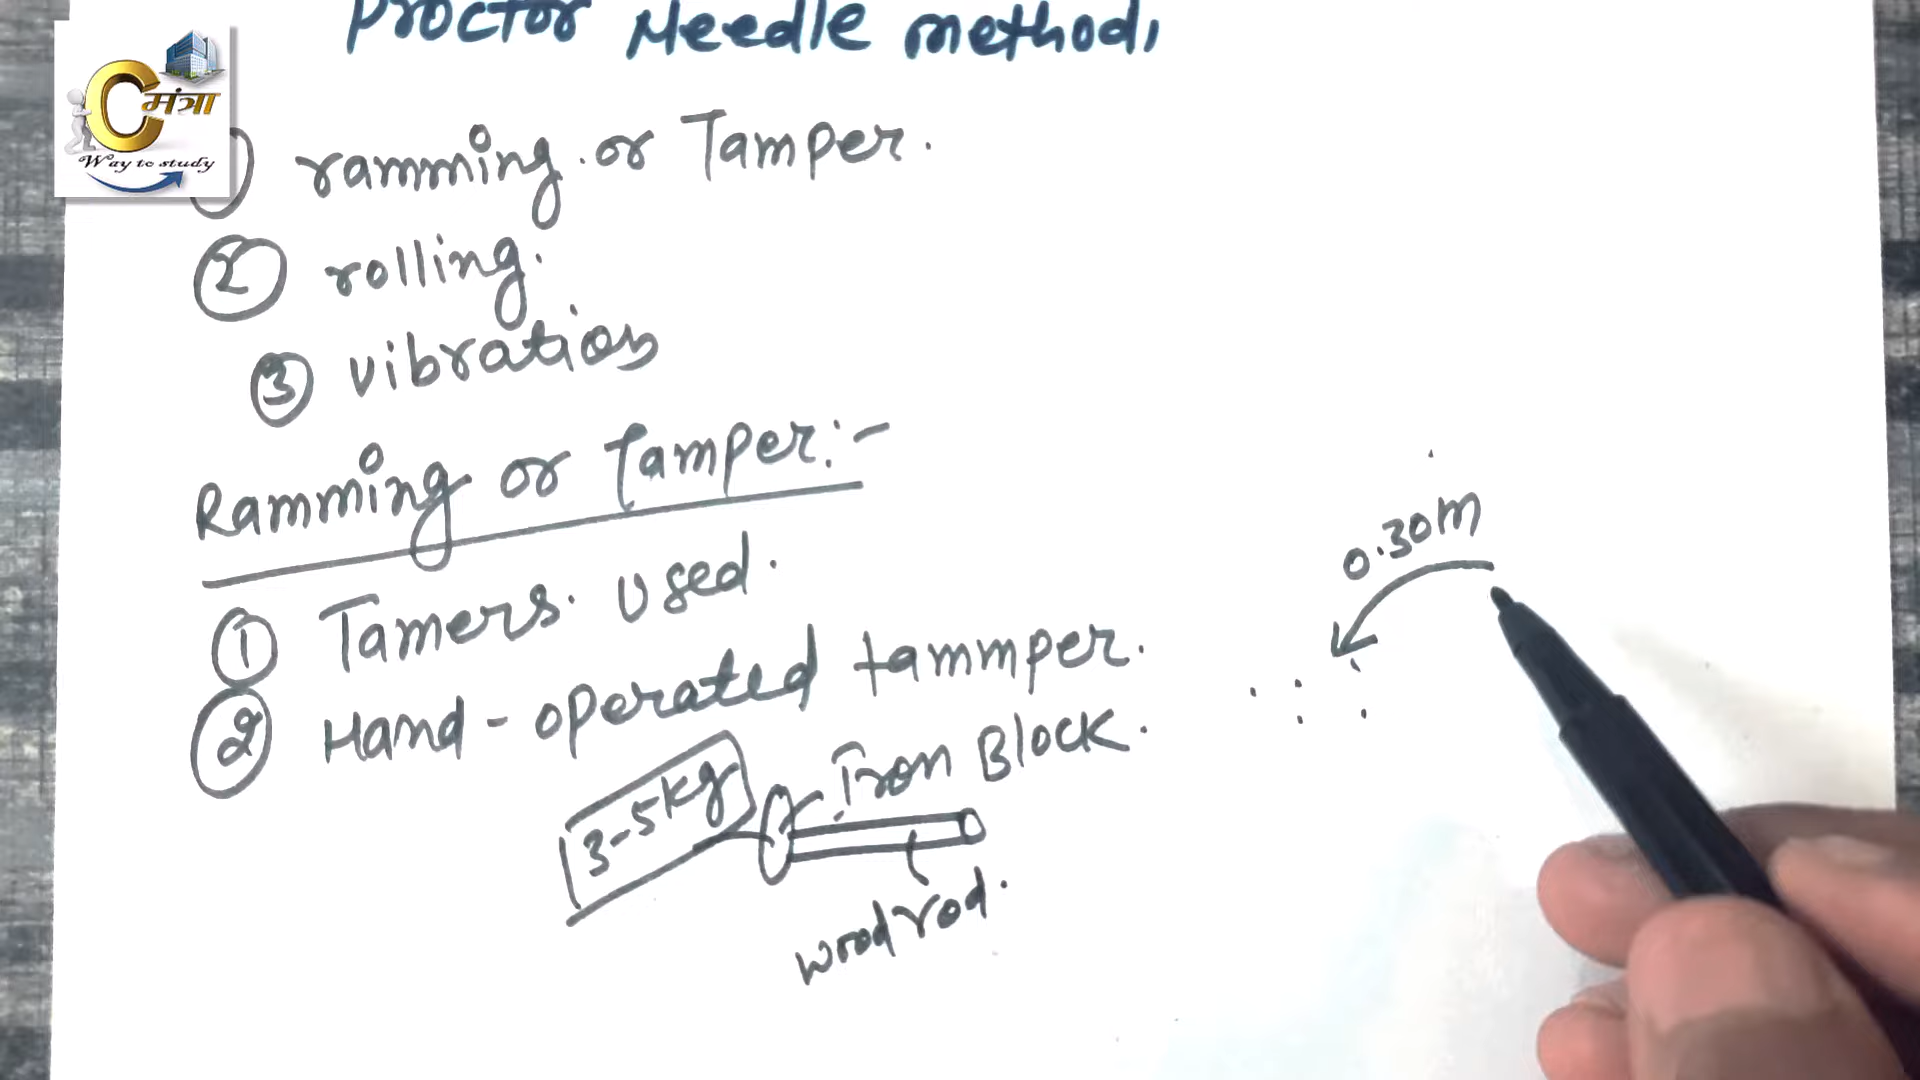 Proctor Needle method,
C मंत्रा
Way to study
ramming. or Tamper.
2 rolling.
3 vibration
Ramming or Tamper:-
1 Tamers. used.
2 Hand-operated tammper.
3-5kg
Iron Block.
wood rod.
0.30m